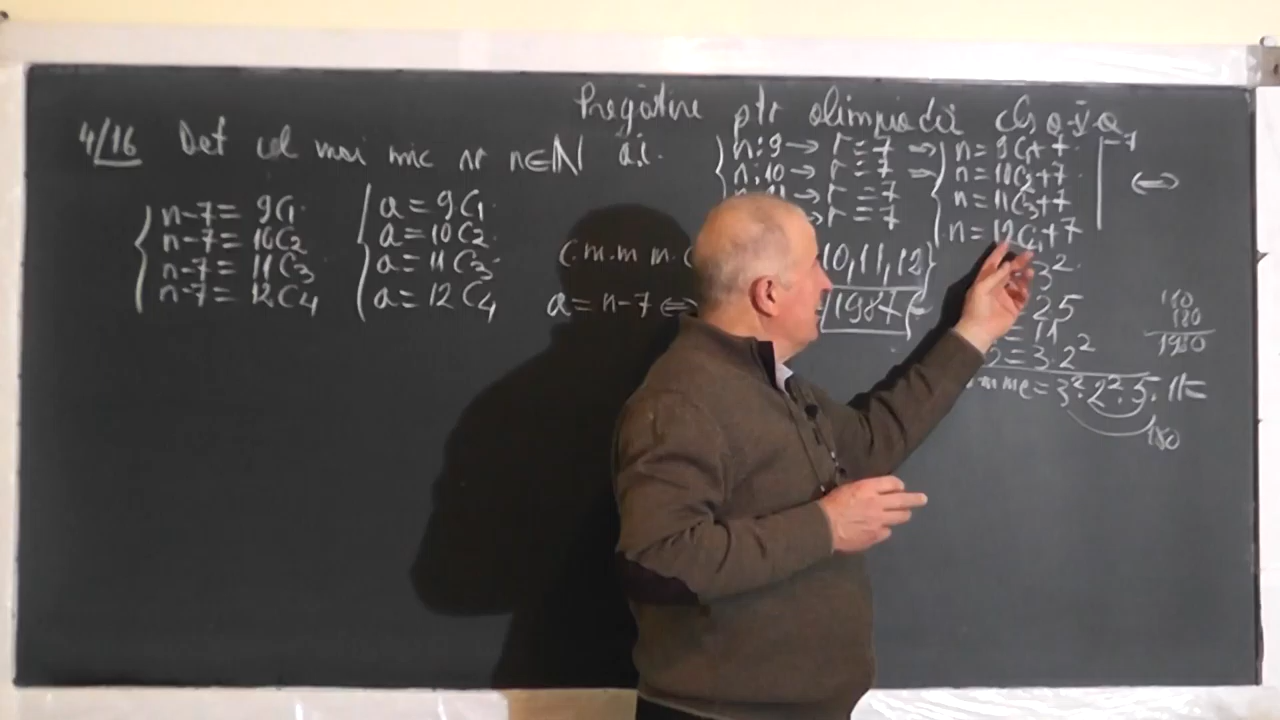 Pregătire ptr olimpiadă cls a-V-a
4/16 Det cel mai mic nr n∈ℕ a.i.
n:9 → r=7 ⇒ n=9C1+7
n:10 → r=7 ⇒ n=10C2+7
→ r=7 n=11C3+7
r=7 n=12C4+7
-7 ⇔
n-7=9C1 a=9C1
n-7=10C2 a=10C2
n-7=11C3 a=11C3
n-7=12C4 a=12C4
c.m.m.m.c 10,11,12}
a=n-7 ⇔ 1987
3²
2.5
=11
=3.2²
mmc=3².2².5.11=
180
180
180
1980